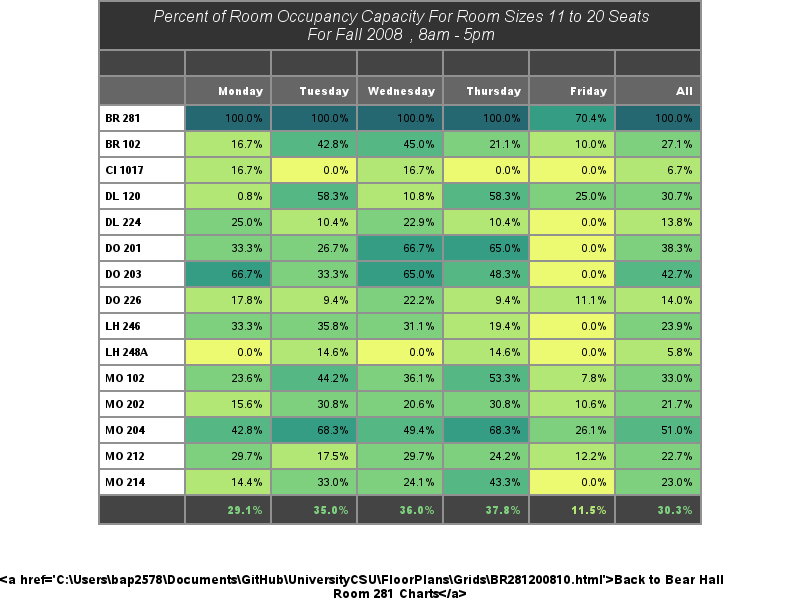 Percent of Room Occupancy Capacity For Room Sizes 11 to 20 Seats
For Fall 2008 , 8am - 5pm
Monday Tuesday Wednesday Thursday Friday All
BR 281 100.0% 100.0% 100.0% 100.0% 70.4% 100.0%
BR 102 16.7% 42.8% 45.0% 21.1% 10.0% 27.1%
CI 1017 16.7% 0.0% 16.7% 0.0% 0.0% 6.7%
DL 120 0.8% 58.3% 10.8% 58.3% 25.0% 30.7%
DL 224 25.0% 10.4% 22.9% 10.4% 0.0% 13.8%
DO 201 33.3% 26.7% 66.7% 65.0% 0.0% 38.3%
DO 203 66.7% 33.3% 65.0% 48.3% 0.0% 42.7%
DO 226 17.8% 9.4% 22.2% 9.4% 11.1% 14.0%
LH 246 33.3% 35.8% 31.1% 19.4% 0.0% 23.9%
LH 248A 0.0% 14.6% 0.0% 14.6% 0.0% 5.8%
MO 102 23.6% 44.2% 36.1% 53.3% 7.8% 33.0%
MO 202 15.6% 30.8% 20.6% 30.8% 10.6% 21.7%
MO 204 42.8% 68.3% 49.4% 68.3% 26.1% 51.0%
MO 212 29.7% 17.5% 29.7% 24.2% 12.2% 22.7%
MO 214 14.4% 33.0% 24.1% 43.3% 0.0% 23.0%
29.1% 35.0% 36.0% 37.8% 11.5% 30.3%
<a href='C:\Users\bap2578\Documents\GitHub\UniversityCSU\FloorPlans\Grids\BR281200810.html'>Back to Bear Hall
Room 281 Charts</a>